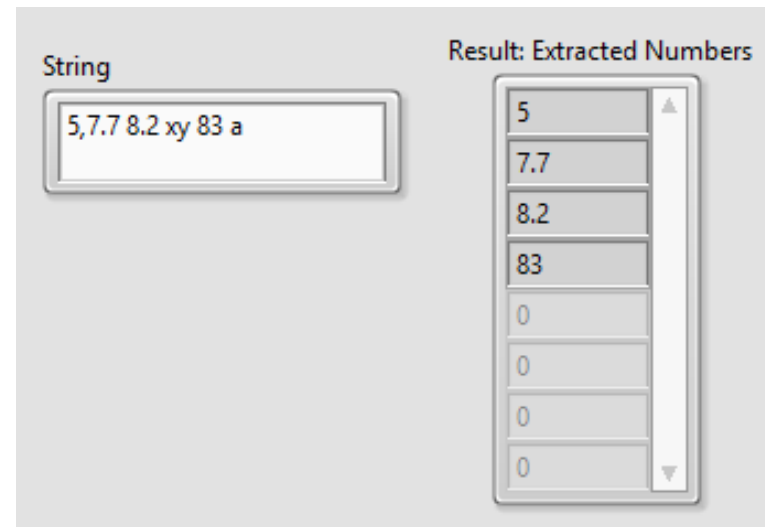 String
5,7.7 8.2 xy 83 a
Result: Extracted Numbers
5
7.7
8.2
83
0
0
0
0